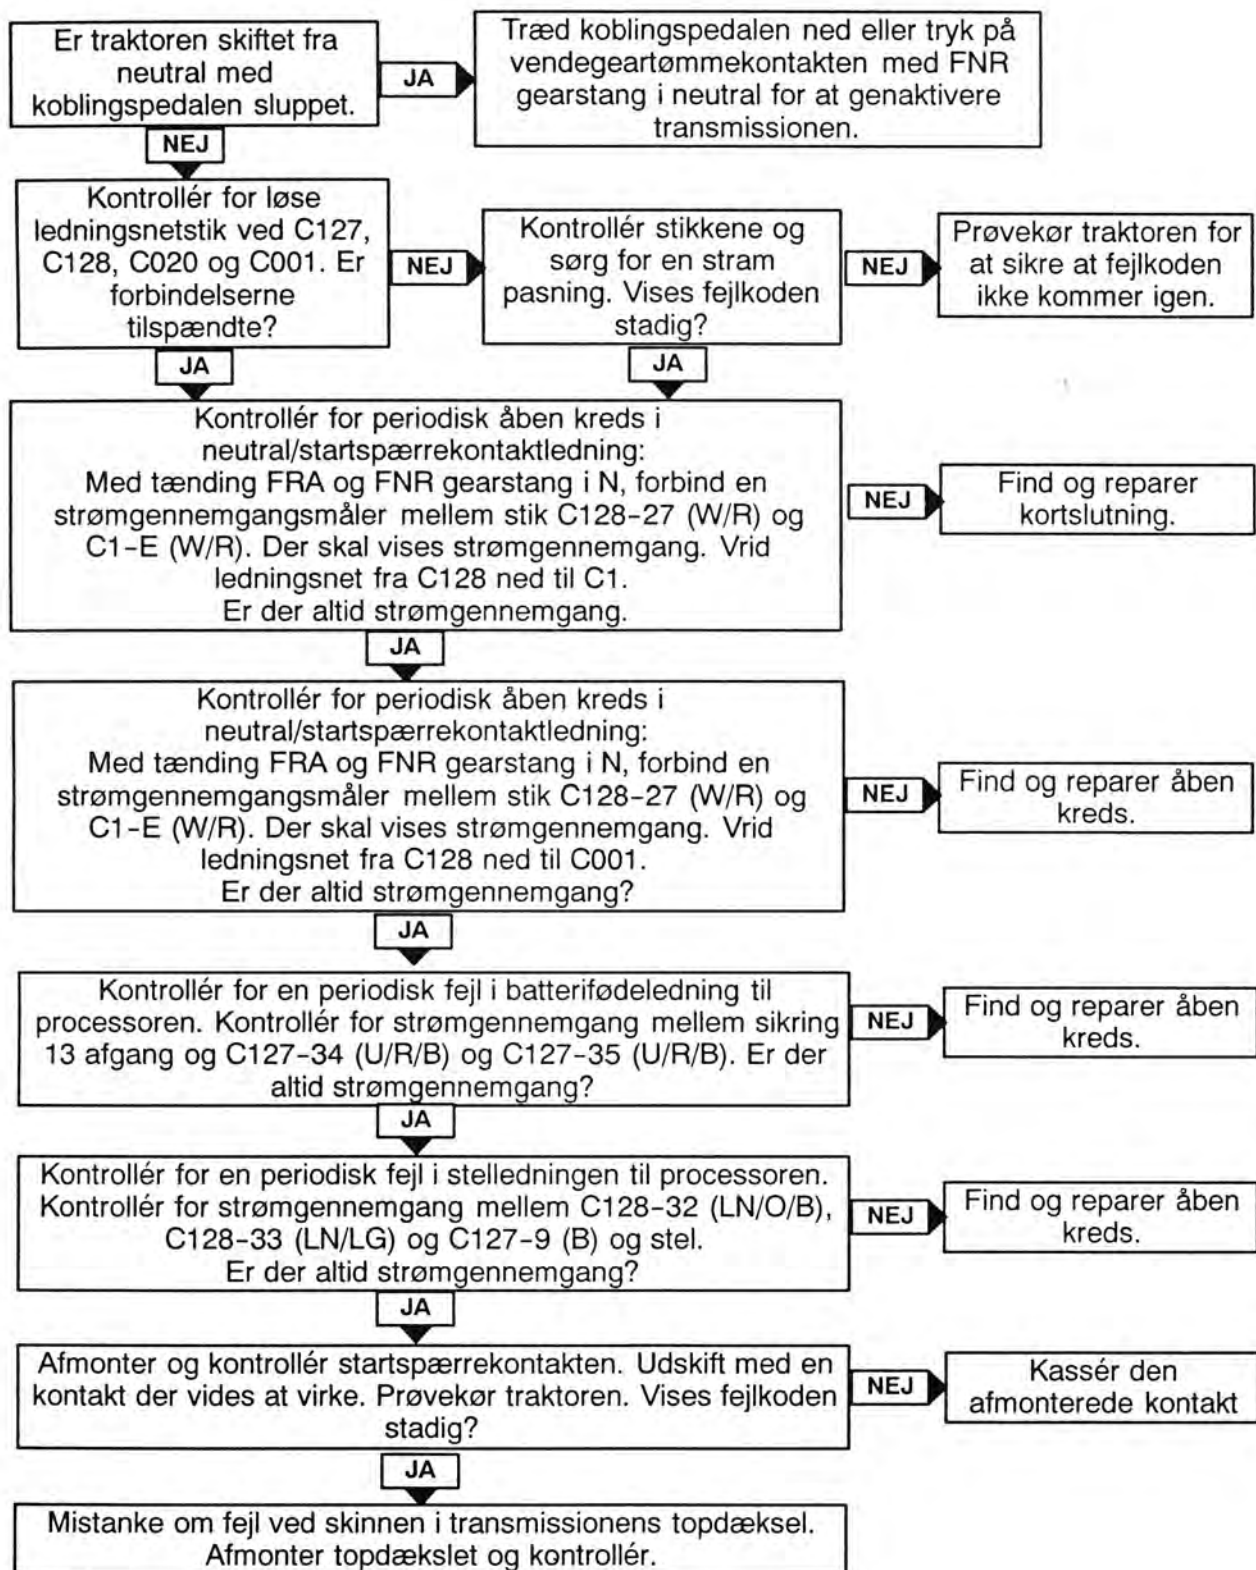 Er traktoren skiftet fra
neutral med
koblingspedalen sluppet.
JA
Træd koblingspedalen ned eller tryk på
vendegeartømmekontakten med FNR
gearstang i neutral for at genaktivere
transmissionen.
NEJ
Kontrollér for løse
ledningsnetstik ved C127,
C128, C020 og C001. Er
forbindelserne
tilspændte?
NEJ
Kontrollér stikkene og
sørg for en stram
pasning. Vises fejlkoden
stadig?
NEJ
Prøvekør traktoren for
at sikre at fejlkoden
ikke kommer igen.
JA
JA
Kontrollér for periodisk åben kreds i
neutral/startspærrekontaktledning:
Med tænding FRA og FNR gearstang i N, forbind en
strømgennemgangsmåler mellem stik C128-27 (W/R) og
C1-E (W/R). Der skal vises strømgennemgang. Vrid
ledningsnet fra C128 ned til C1.
Er der altid strømgennemgang.
NEJ
Find og reparer
kortslutning.
JA
Kontrollér for periodisk åben kreds i
neutral/startspærrekontaktledning:
Med tænding FRA og FNR gearstang i N, forbind en
strømgennemgangsmåler mellem stik C128-27 (W/R) og
C1-E (W/R). Der skal vises strømgennemgang. Vrid
ledningsnet fra C128 ned til C001.
Er der altid strømgennemgang?
NEJ
Find og reparer åben
kreds.
JA
Kontrollér for en periodisk fejl i batterifødeledning til
processoren. Kontrollér for strømgennemgang mellem sikring
13 afgang og C127-34 (U/R/B) og C127-35 (U/R/B). Er der
altid strømgennemgang?
NEJ
Find og reparer åben
kreds.
JA
Kontrollér for en periodisk fejl i stelledningen til processoren.
Kontrollér for strømgennemgang mellem C128-32 (LN/O/B),
C128-33 (LN/LG) og C127-9 (B) og stel.
Er der altid strømgennemgang?
NEJ
Find og reparer åben
kreds.
JA
Afmonter og kontrollér startspærrekontakten. Udskift med en
kontakt der vides at virke. Prøvekør traktoren. Vises fejlkoden
stadig?
NEJ
Kassér den
afmonterede kontakt
JA
Mistanke om fejl ved skinnen i transmissionens topdæksel.
Afmonter topdækslet og kontrollér.